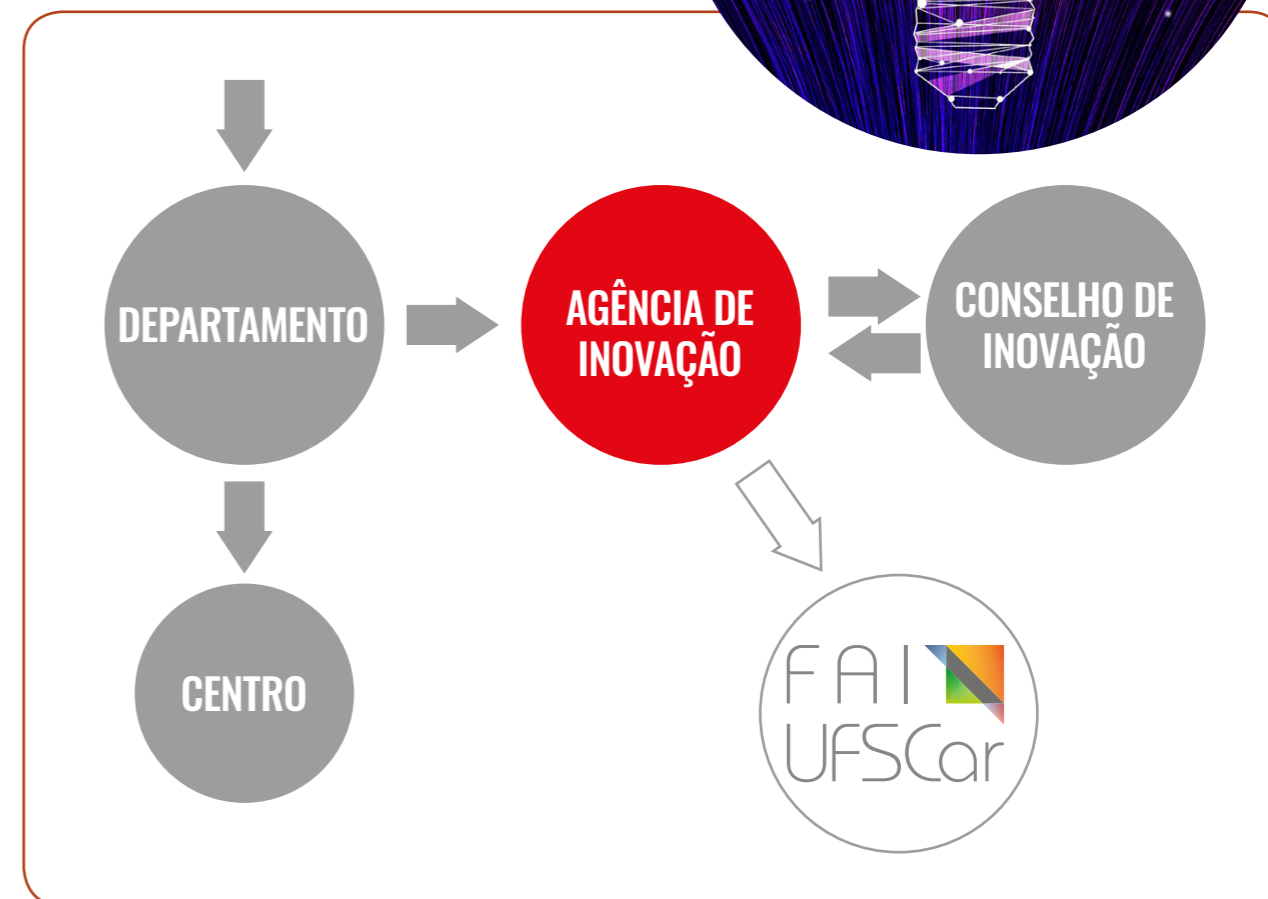 DEPARTAMENTO
AGÊNCIA DE
INOVAÇÃO
CONSELHO DE
INOVAÇÃO
CENTRO
FAI
UFSCar